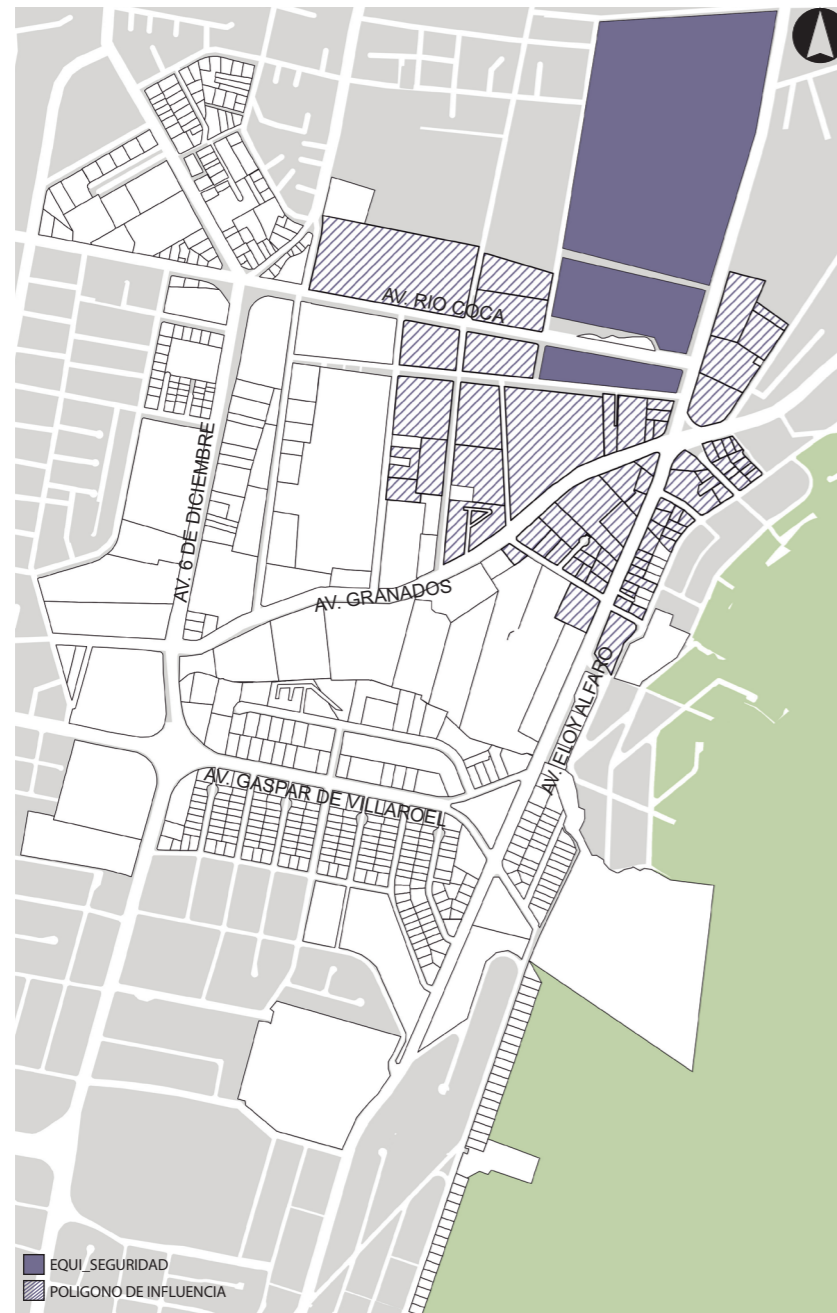 AV. RIO COCA
AV. 6 DE DICIEMBRE
AV. GRANADOS
AV. ELOY ALFARO
AV. GASPAR DE VILLAROEL
EQUI_SEGURIDAD
POLIGONO DE INFLUENCIA